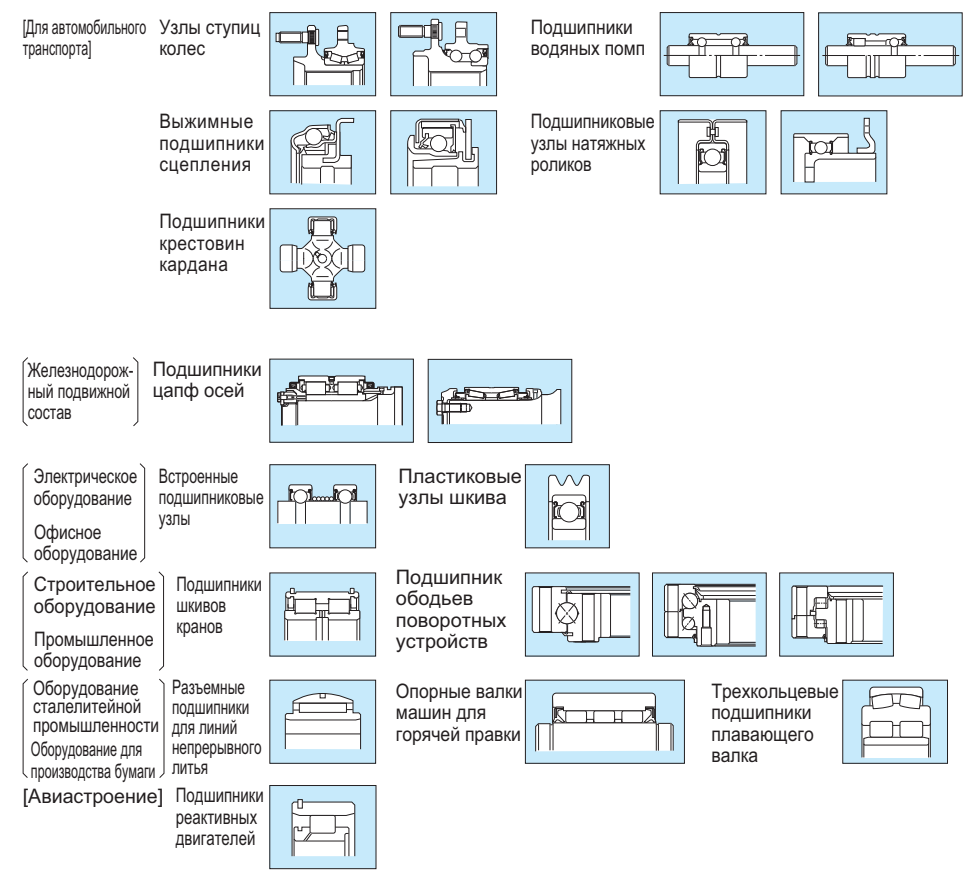 [Для автомобильного
транспорта]
Узлы ступиц
колес
Подшипники
водяных помп
Выжимные
подшипники
сцепления
Подшипниковые
узлы натяжных
роликов
Подшипники
крестовин
кардана
Железнодорож-
ный подвижной
состав
Подшипники
цапф осей
Электрическое
оборудование
Офисное
оборудование
Встроенные
подшипниковые
узлы
Пластиковые
узлы шкива
Строительное
оборудование
Промышленное
оборудование
Подшипники
шкивов
кранов
Подшипник
ободьев
поворотных
устройств
Оборудование
сталелитейной
промышленности
Оборудование для
производства бумаги
Разъемные
подшипники
для линий
непрерывного
литья
Опорные валки
машин для
горячей правки
Трехкольцевые
подшипники
плавающего
валка
[Авиастроение]
Подшипники
реактивных
двигателей